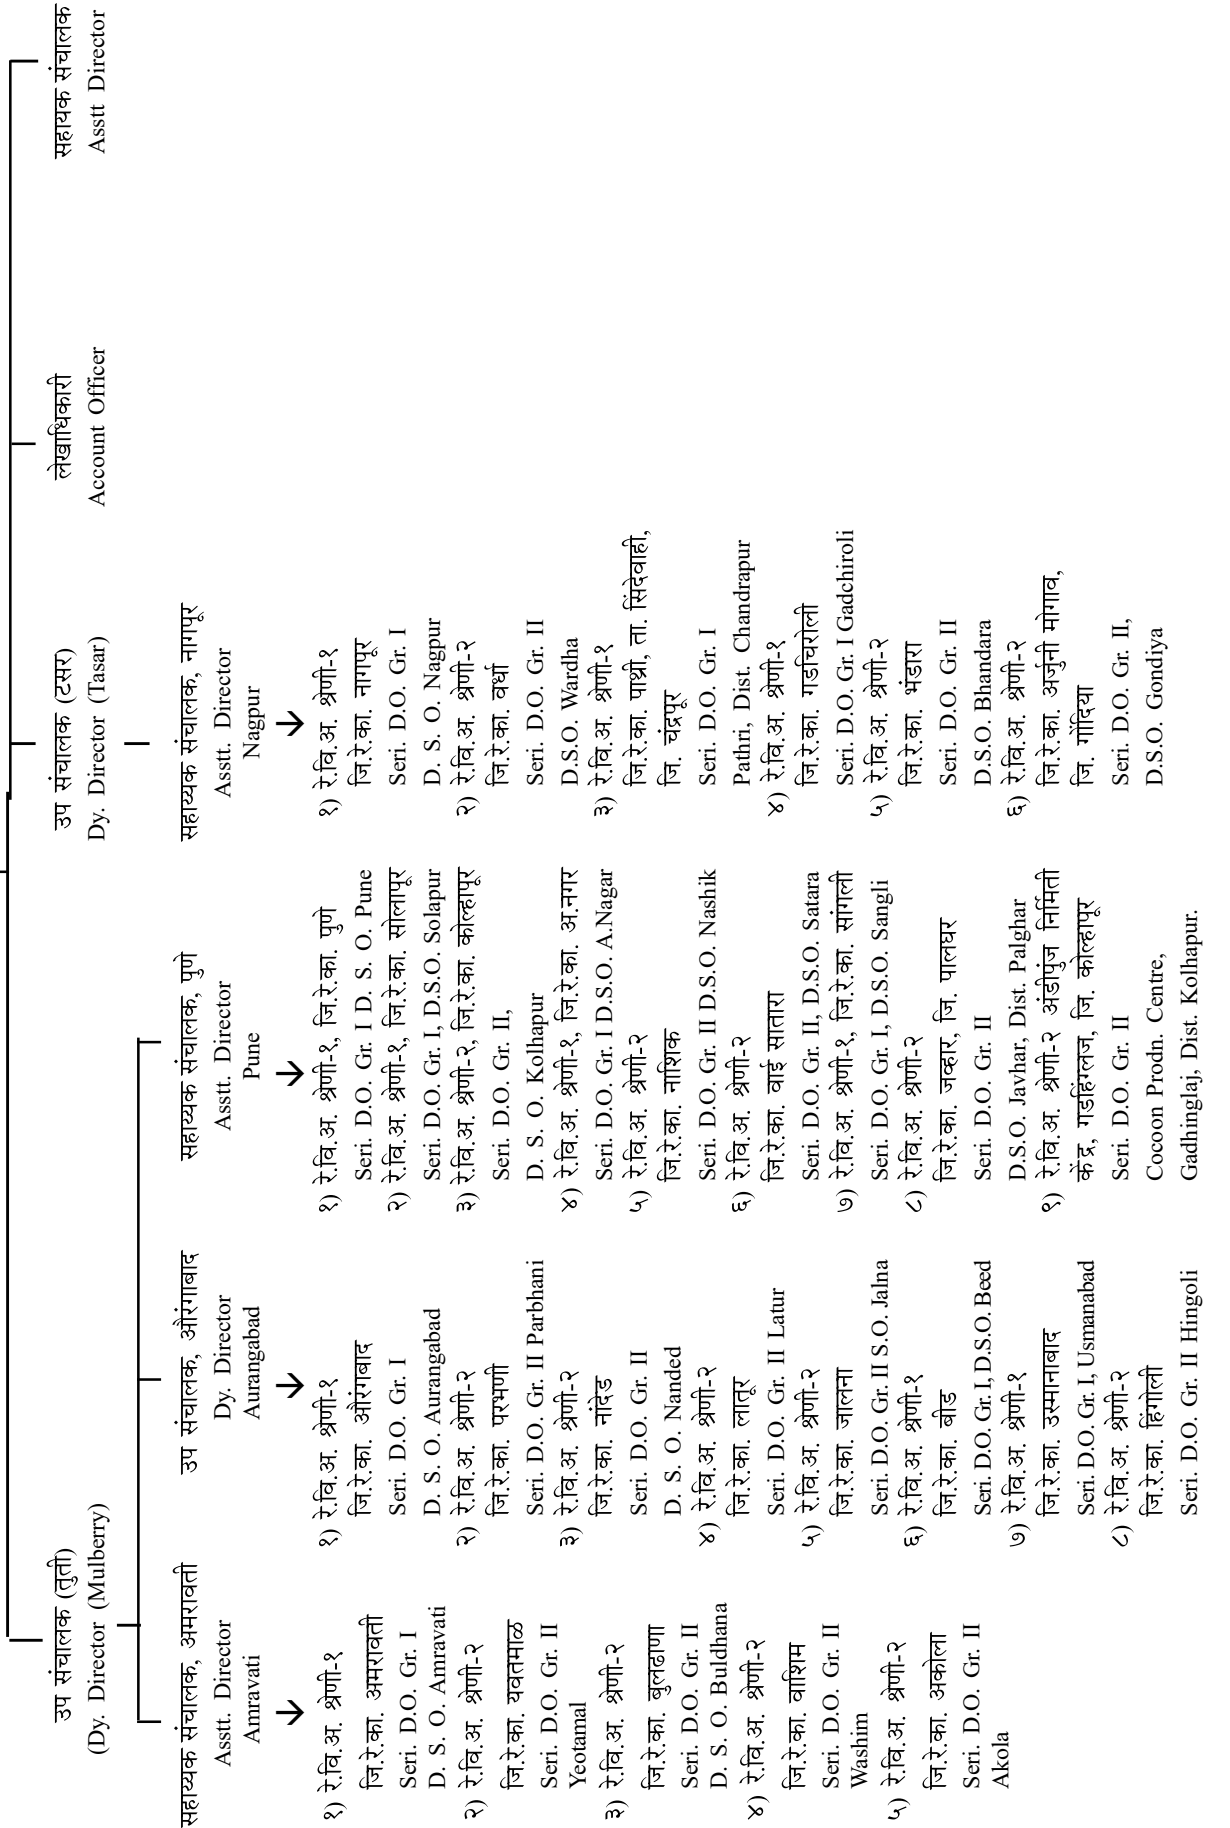 उप संचालक (तुती)
(Dy. Director (Mulberry)
उप संचालक (टसर)
Dy. Director (Tasar)
लेखाधिकारी
Account Officer
सहायक संचालक
Asstt Director
सहाय्यक संचालक, अमरावती
Asstt. Director
Amravati
१) रे.वि.अ. श्रेणी-१
जि.रे.का. अमरावती
Seri. D.O. Gr. I
D. S. O. Amravati
२) रे.वि.अ. श्रेणी-२
जि.रे.का. यवतमाळ
Seri. D.O. Gr. II
Yeotamal
३) रे.वि.अ. श्रेणी-२
जि.रे.का. बुलढाणा
Seri. D.O. Gr. II
D. S. O. Buldhana
४) रे.वि.अ. श्रेणी-२
जि.रे.का. वाशिम
Seri. D.O. Gr. II
Washim
५) रे.वि.अ. श्रेणी-२
जि.रे.का. अकोला
Seri. D.O. Gr. II
Akola
उप संचालक, औरंगाबाद
Dy. Director
Aurangabad
१) रे.वि.अ. श्रेणी-१
जि.रे.का. औरंगाबाद
Seri. D.O. Gr. I
D. S. O. Aurangabad
२) रे.वि.अ. श्रेणी-२
जि.रे.का. परभणी
Seri. D.O. Gr. II Parbhani
३) रे.वि.अ. श्रेणी-२
जि.रे.का. नांदेड
Seri. D.O. Gr. II
D. S. O. Nanded
४) रे.वि.अ. श्रेणी-२
जि.रे.का. लातूर
Seri. D.O. Gr. II Latur
५) रे.वि.अ. श्रेणी-२
जि.रे.का. जालना
Seri. D.O. Gr. II S.O. Jalna
६) रे.वि.अ. श्रेणी-१
जि.रे.का. बीड
Seri. D.O. Gr. I, D.S.O. Beed
७) रे.वि.अ. श्रेणी-१
जि.रे.का. उस्मानाबाद
Seri. D.O. Gr. I, Usmanabad
८) रे.वि.अ. श्रेणी-२
जि.रे.का. हिंगोली
Seri. D.O. Gr. II Hingoli
सहाय्यक संचालक, पुणे
Asstt. Director
Pune
१) रे.वि.अ. श्रेणी-१, जि.रे.का. पुणे
Seri. D.O. Gr. I D. S. O. Pune
२) रे.वि.अ. श्रेणी-१, जि.रे.का. सोलापूर
Seri. D.O. Gr. I, D.S.O. Solapur
३) रे.वि.अ. श्रेणी-२, जि.रे.का. कोल्हापूर
Seri. D.O. Gr. II,
D. S. O. Kolhapur
४) रे.वि.अ. श्रेणी-१, जि.रे.का. अ.नगर
Seri. D.O. Gr. I D.S.O. A.Nagar
५) रे.वि.अ. श्रेणी-२
जि.रे.का. नाशिक
Seri. D.O. Gr. II D.S.O. Nashik
६) रे.वि.अ. श्रेणी-२
जि.रे.का. वाई सातारा
Seri. D.O. Gr. II, D.S.O. Satara
७) रे.वि.अ. श्रेणी-१, जि.रे.का. सांगली
Seri. D.O. Gr. I, D.S.O. Sangli
८) रे.वि.अ. श्रेणी-२
जि.रे.का. जव्हार, जि. पालघर
Seri. D.O. Gr. II
D.S.O. Javhar, Dist. Palghar
९) रे.वि.अ. श्रेणी-२ अंडीपुंज निर्मिती
केंद्र, गडहिंग्लज, जि. कोल्हापूर
Seri. D.O. Gr. II
Cocoon Prodn. Centre,
Gadhinglaj, Dist. Kolhapur.
सहाय्यक संचालक, नागपूर
Asstt. Director
Nagpur
१) रे.वि.अ. श्रेणी-१
जि.रे.का. नागपूर
Seri. D.O. Gr. I
D. S. O. Nagpur
२) रे.वि.अ. श्रेणी-२
जि.रे.का. वर्धा
Seri. D.O. Gr. II
D.S.O. Wardha
३) रे.वि.अ. श्रेणी-१
जि.रे.का. पाथ्री, ता. सिंदेवाही,
जि. चंद्रपूर
Seri. D.O. Gr. I
Pathri, Dist. Chandrapur
४) रे.वि.अ. श्रेणी-१
जि.रे.का. गडचिरोली
Seri. D.O. Gr. I Gadchiroli
५) रे.वि.अ. श्रेणी-२
जि.रे.का. भंडारा
Seri. D.O. Gr. II
D.S.O. Bhandara
६) रे.वि.अ. श्रेणी-२
जि.रे.का. अर्जुनी मोगाव,
जि. गोंदिया
Seri. D.O. Gr. II,
D.S.O. Gondiya